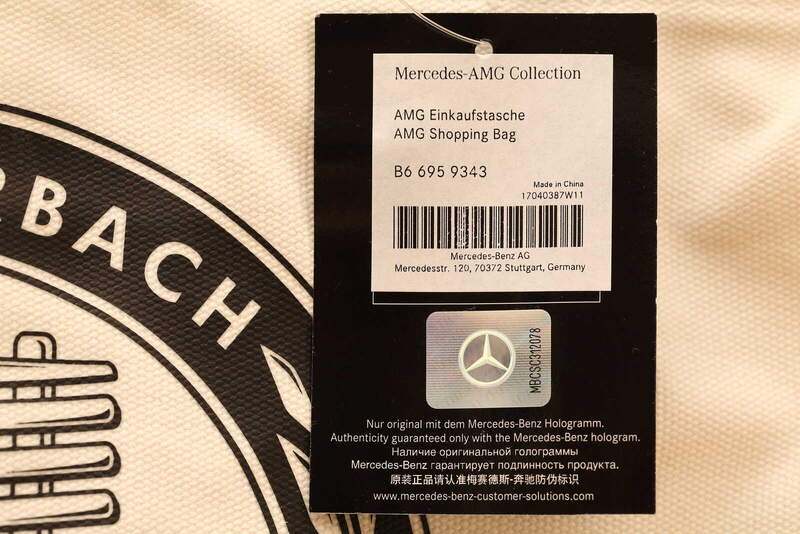 RBACH
Mercedes-AMG Collection
AMG Einkaufstasche
AMG Shopping Bag
B6 695 9343
Made in China
17040387W11
Mercedes-Benz AG
Mercedesstr. 120, 70372 Stuttgart, Germany
MBCSC312078
Nur original mit dem Mercedes-Benz Hologramm.
Authenticity guaranteed only with the Mercedes-Benz hologram.
Наличие оригинальной голограммы
Mercedes-Benz гарантирует подлинность продукта.
原装正品请认准梅赛德斯-奔驰防伪标识
www.mercedes-benz-customer-solutions.com